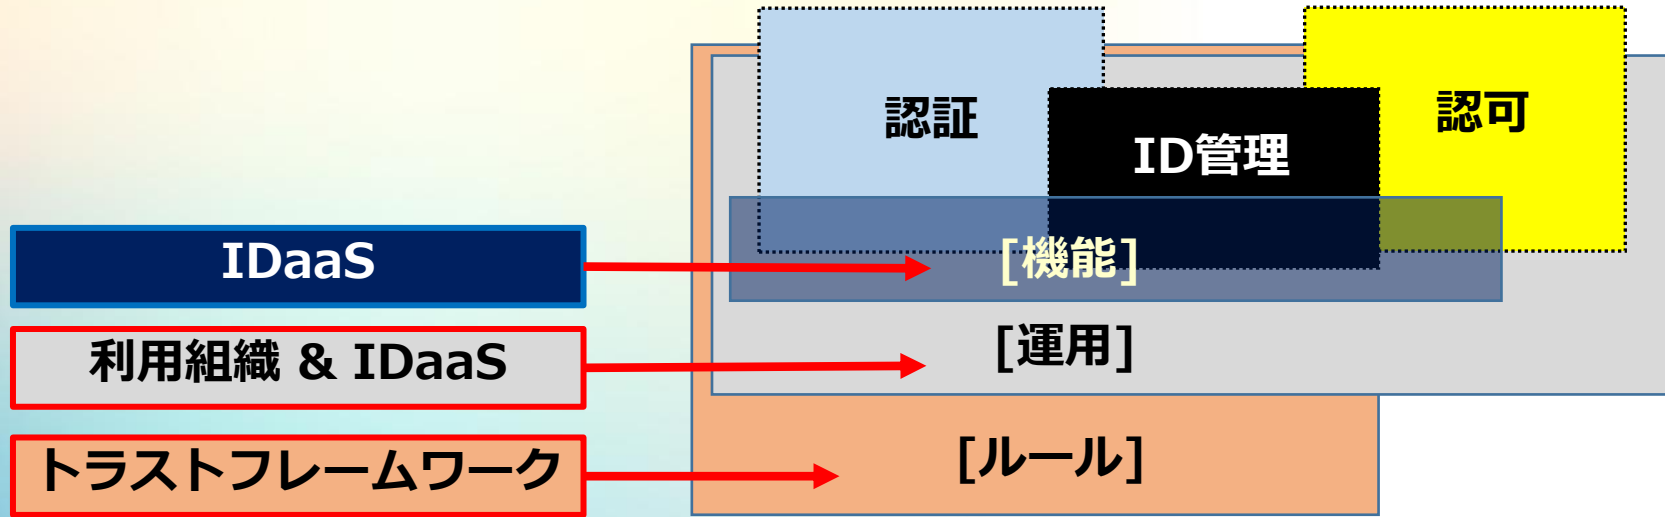 認証
認可
ID管理
IDaaS
[機能]
利用組織 & IDaaS
[運用]
トラストフレームワーク
[ルール]